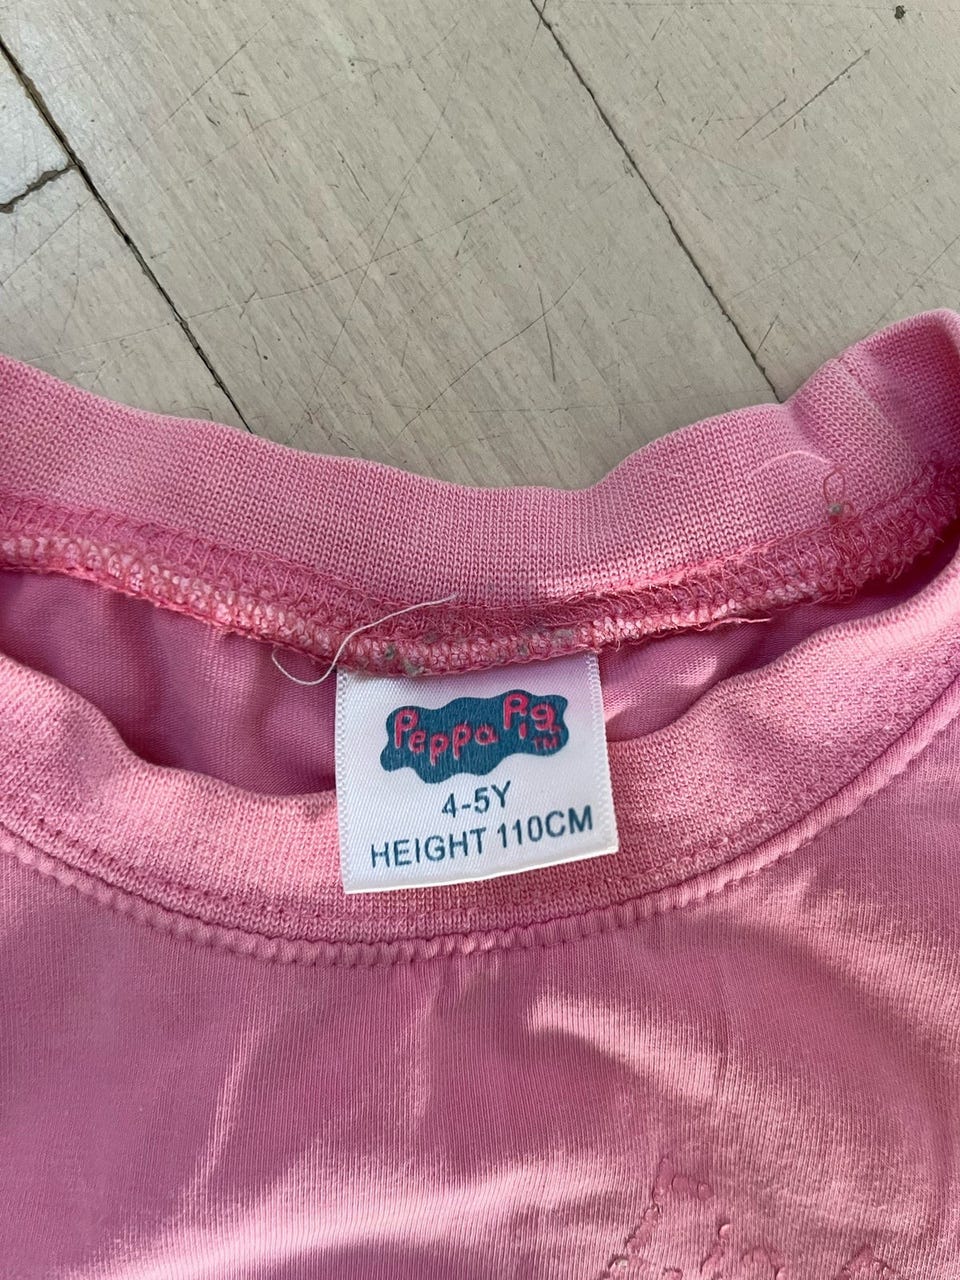 Peppa Pig TM
4-5Y
HEIGHT 110CM